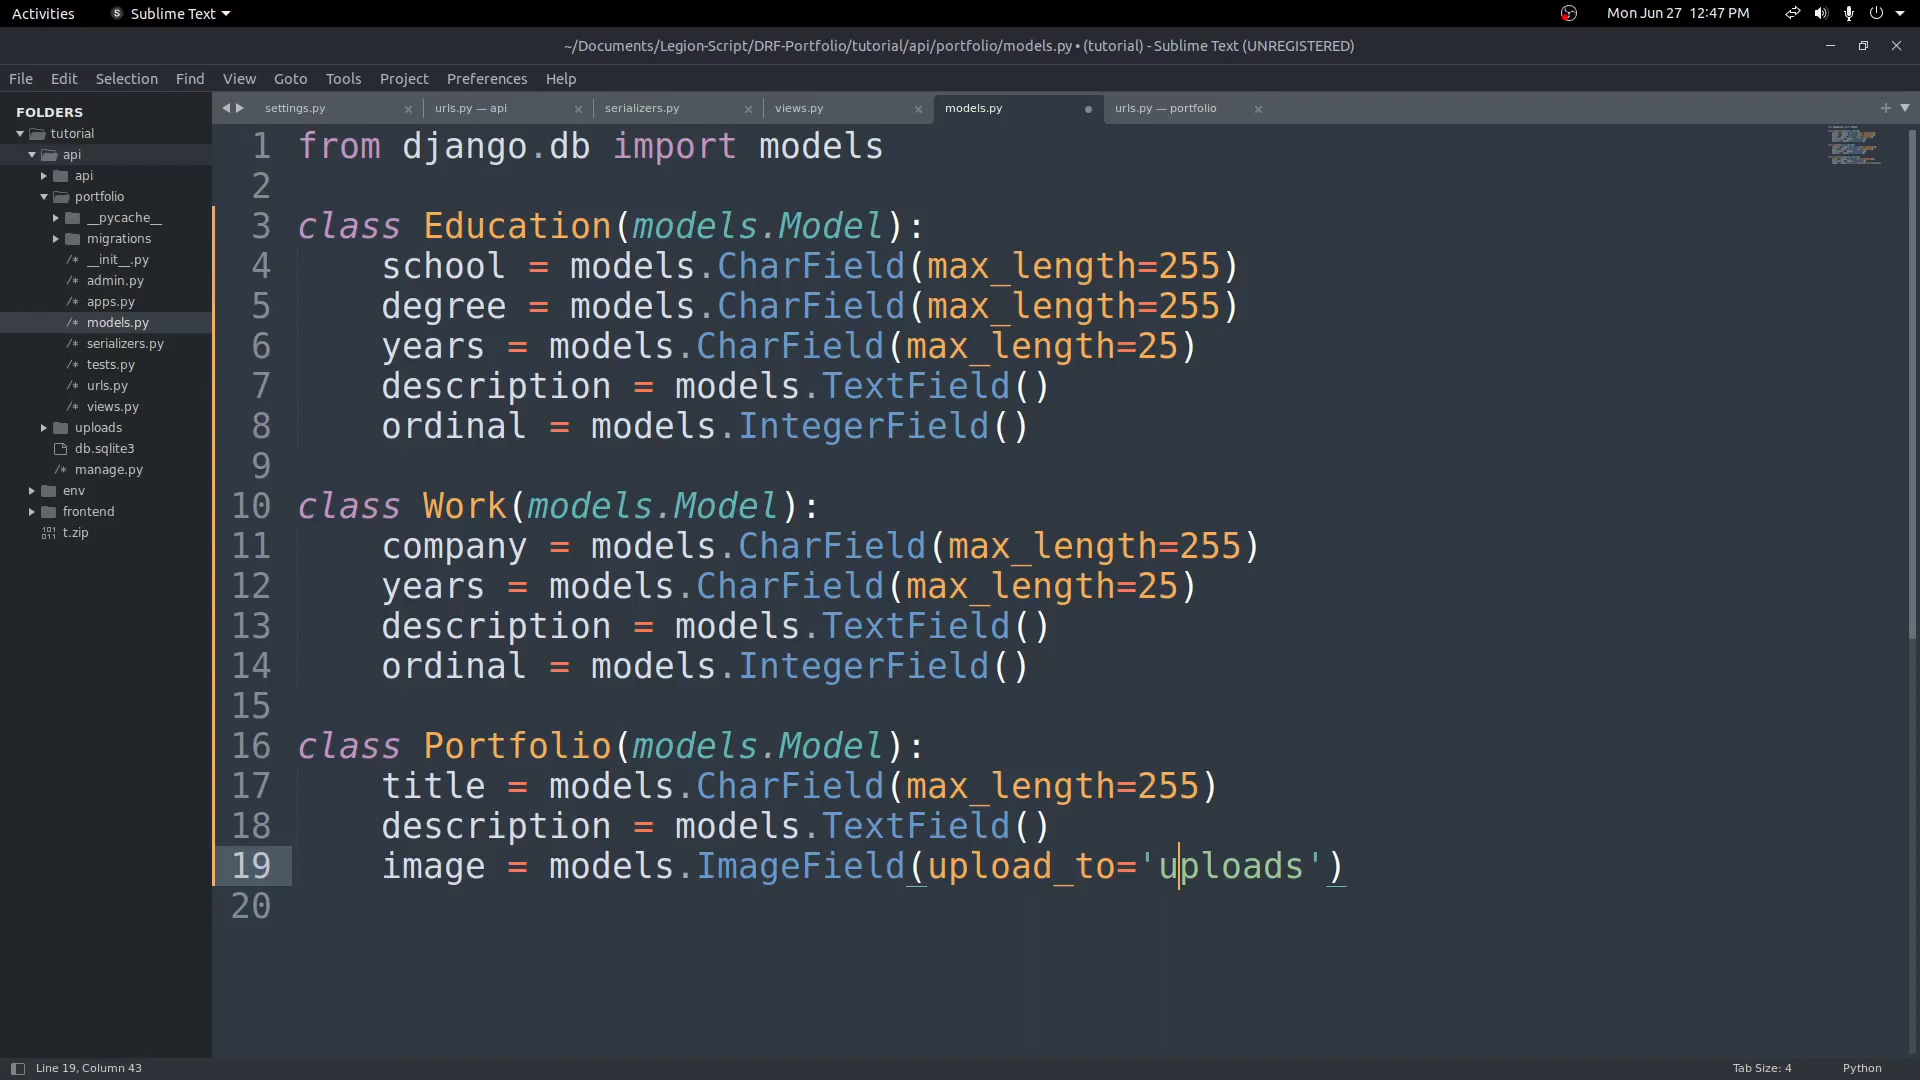 Activities
Sublime Text
Mon Jun 27 12:47 PM
~/Documents/Legion-Script/DRF-Portfolio/tutorial/api/portfolio/models.py • (tutorial) - Sublime Text (UNREGISTERED)
File Edit Selection Find View Goto Tools Project Preferences Help
FOLDERS
tutorial
api
api
portfolio
__pycache__
migrations
/* __init__.py
/* admin.py
/* apps.py
/* models.py
/* serializers.py
/* tests.py
/* urls.py
/* views.py
uploads
db.sqlite3
/* manage.py
env
frontend
t.zip
settings.py
urls.py — api
serializers.py
views.py
models.py
urls.py — portfolio
1 from django.db import models
2
3 class Education(models.Model):
4     school = models.CharField(max_length=255)
5     degree = models.CharField(max_length=255)
6     years = models.CharField(max_length=25)
7     description = models.TextField()
8     ordinal = models.IntegerField()
9
10 class Work(models.Model):
11     company = models.CharField(max_length=255)
12     years = models.CharField(max_length=25)
13     description = models.TextField()
14     ordinal = models.IntegerField()
15
16 class Portfolio(models.Model):
17     title = models.CharField(max_length=255)
18     description = models.TextField()
19     image = models.ImageField(upload_to='uploads')
20
Line 19, Column 43
Tab Size: 4
Python